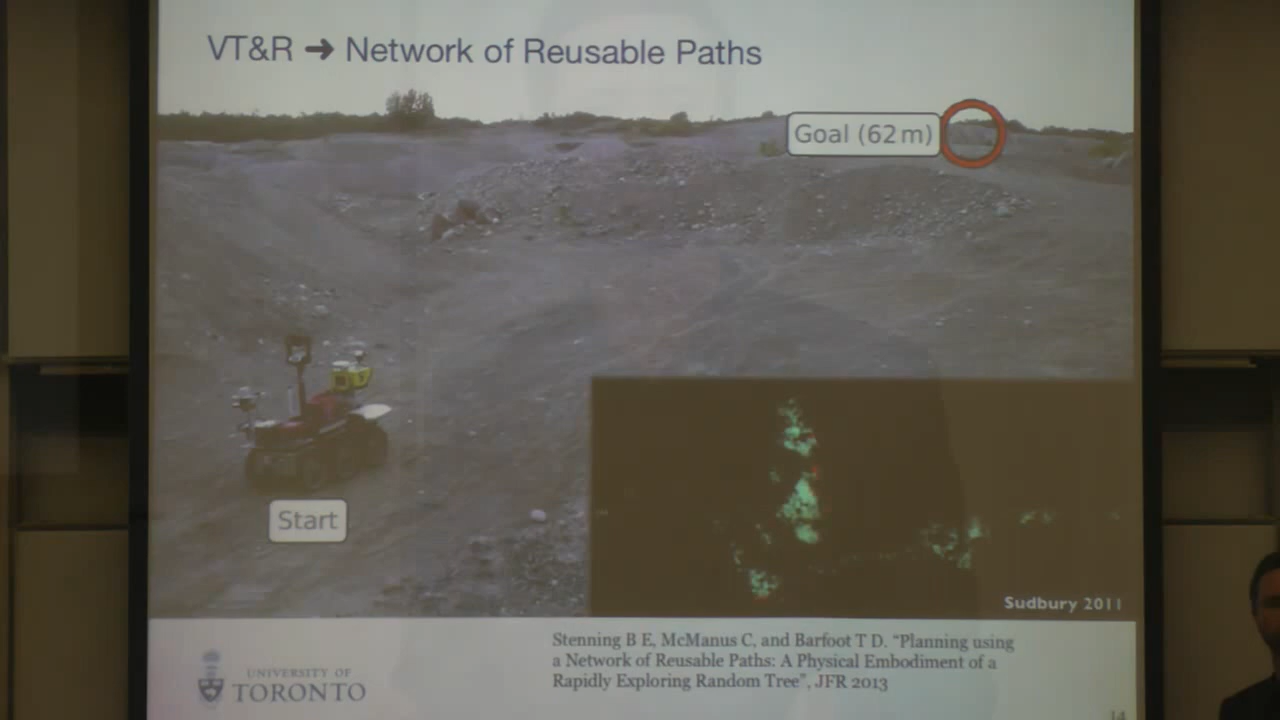 VT&R ➔ Network of Reusable Paths
Goal (62 m)
Start
Sudbury 2011
Stenning B E, McManus C, and Barfoot T D. “Planning using
a Network of Reusable Paths: A Physical Embodiment of a
Rapidly Exploring Random Tree”, JFR 2013
UNIVERSITY OF
TORONTO